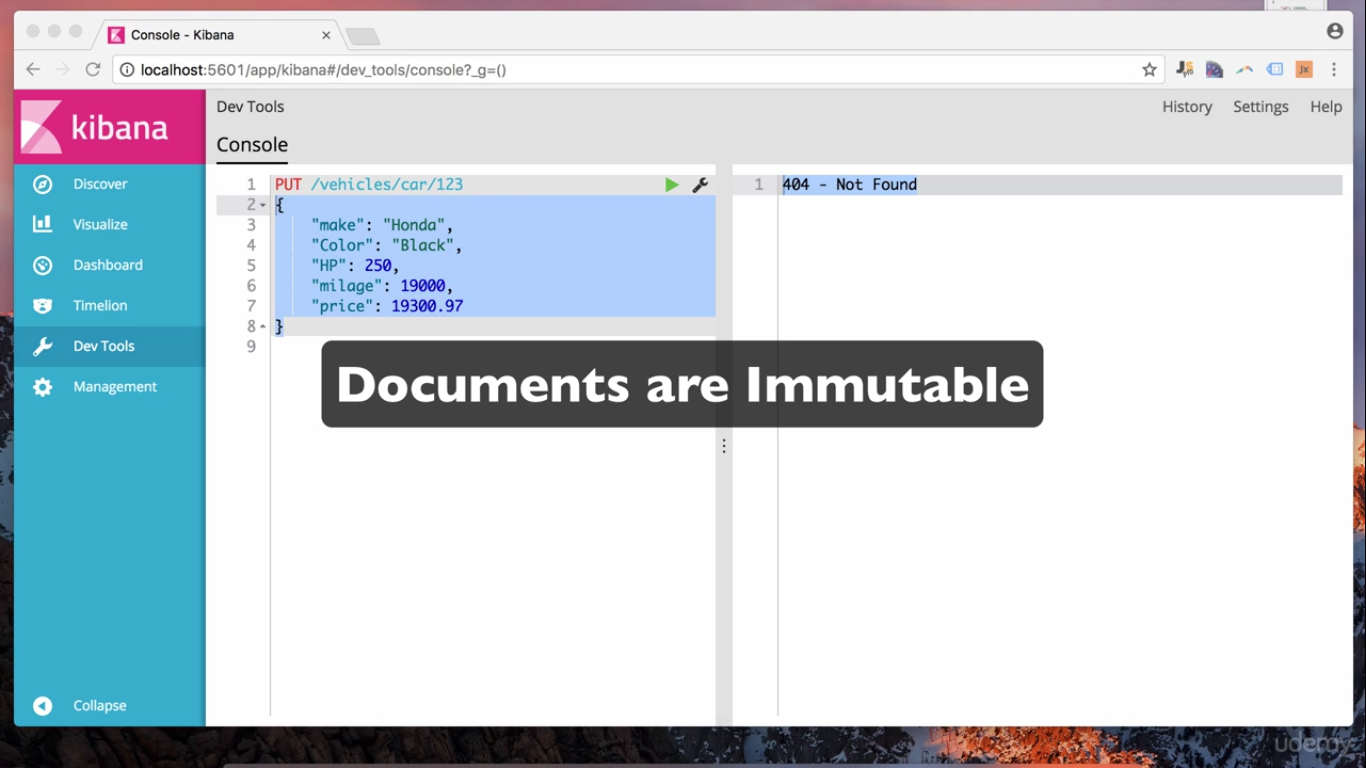 Console - Kibana
localhost:5601/app/kibana#/dev_tools/console?_g=()
kibana
Dev Tools
History Settings Help
Console
Discover
Visualize
Dashboard
Timelion
Dev Tools
Management
Collapse
1 PUT /vehicles/car/123
2 {
3 "make": "Honda",
4 "Color": "Black",
5 "HP": 250,
6 "milage": 19000,
7 "price": 19300.97
8 }
9
1 404 - Not Found
Documents are Immutable
udemy